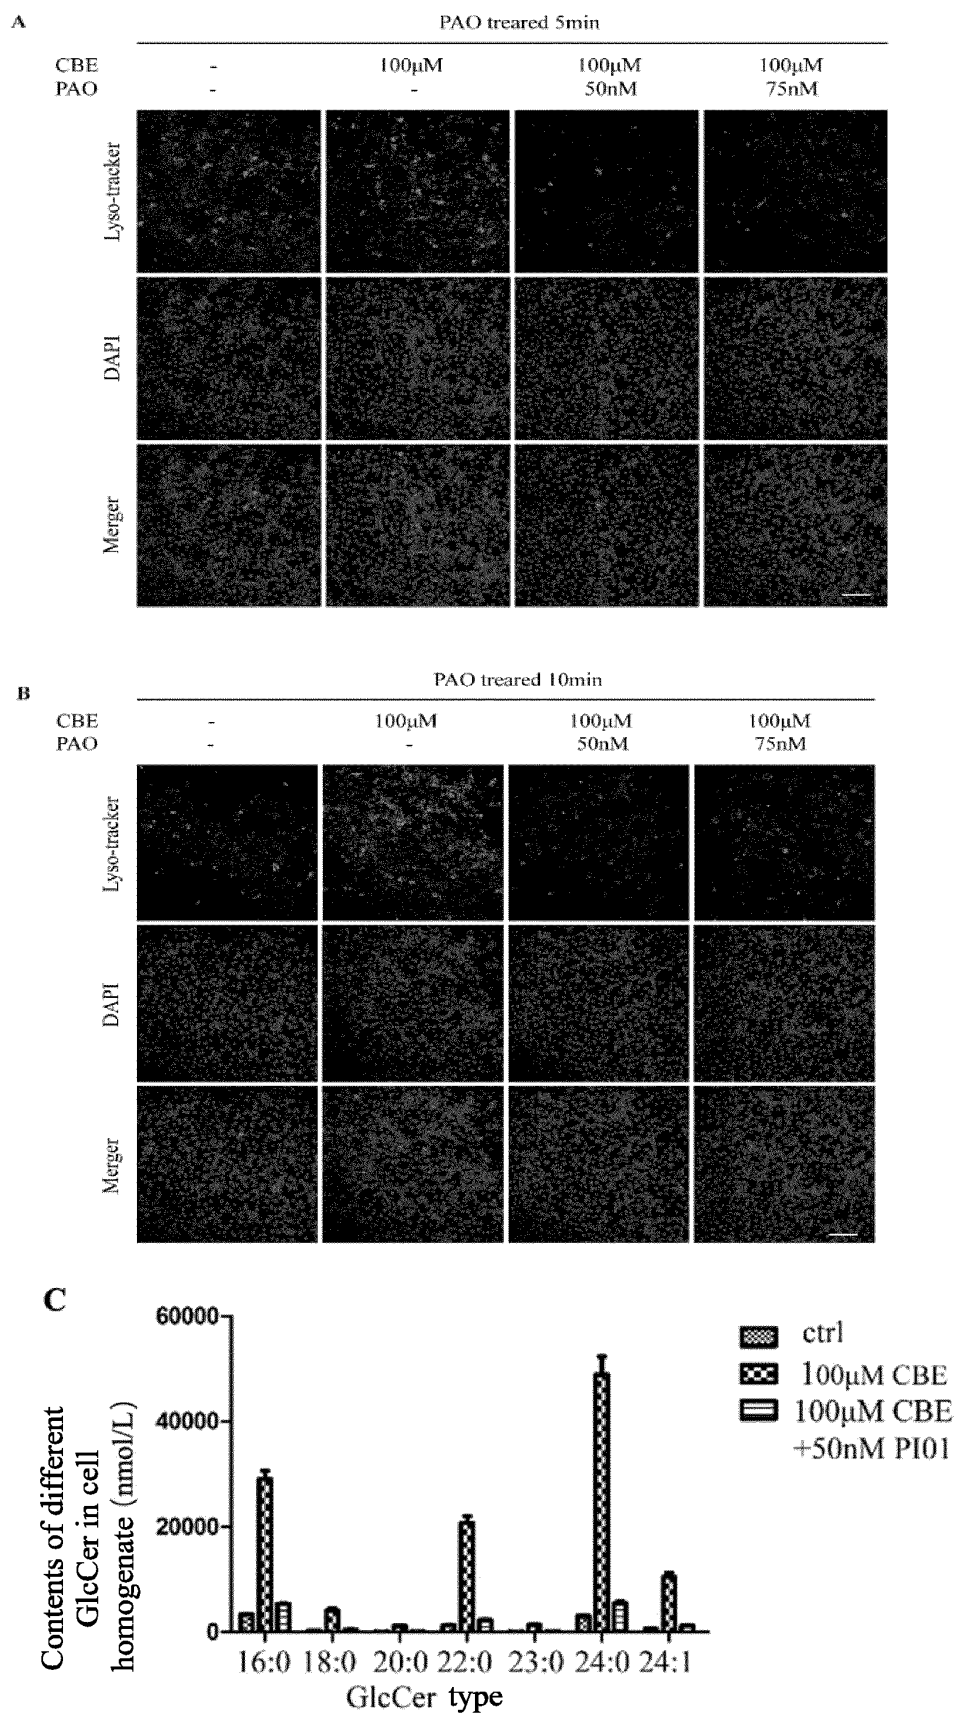 A
PAO treared 5min
CBE - 100μM 100μM 100μM
PAO - - 50nM 75nM
Lyso-tracker
DAPI
Merger
B
PAO treared 10min
CBE - 100μM 100μM 100μM
PAO - - 50nM 75nM
Lyso-tracker
DAPI
Merger
C
Contents of different
GlcCer in cell
homogenate (nmol/L)
60000
40000
20000
0
16:0 18:0 20:0 22:0 23:0 24:0 24:1
GlcCer type
ctrl
100μM CBE
100μM CBE
+50nM PI01